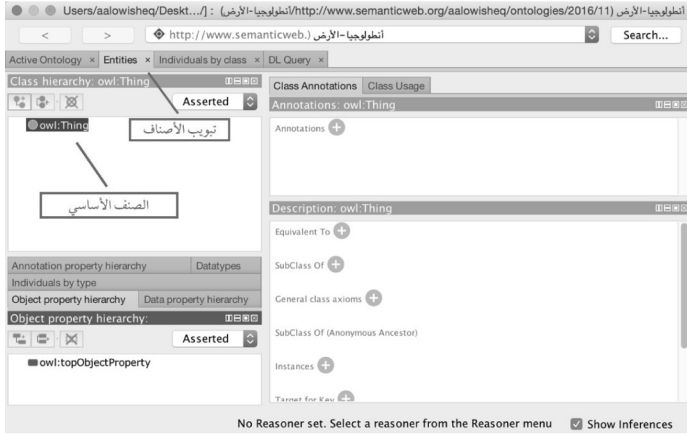 أنطولوجيا-الأرض (http://www.semanticweb.org/aalowisheq/ontologies/2016/11/أنطولوجيا-الأرض) : [/Users/aalowisheq/Deskt...
< > http://www.semanticweb.) أنطولوجيا-الأرض Search...
Active Ontology × Entities × Individuals by class × DL Query ×
Class hierarchy: owl:Thing
Asserted
owl:Thing
تبويب الأصناف
الصنف الأساسي
Annotation property hierarchy Datatypes
Individuals by type
Object property hierarchy Data property hierarchy
Object property hierarchy:
Asserted
owl:topObjectProperty
Class Annotations Class Usage
Annotations: owl:Thing
Annotations
Description: owl:Thing
Equivalent To
SubClass Of
General class axioms
SubClass Of (Anonymous Ancestor)
Instances
Target for Key
No Reasoner set. Select a reasoner from the Reasoner menu Show Inferences